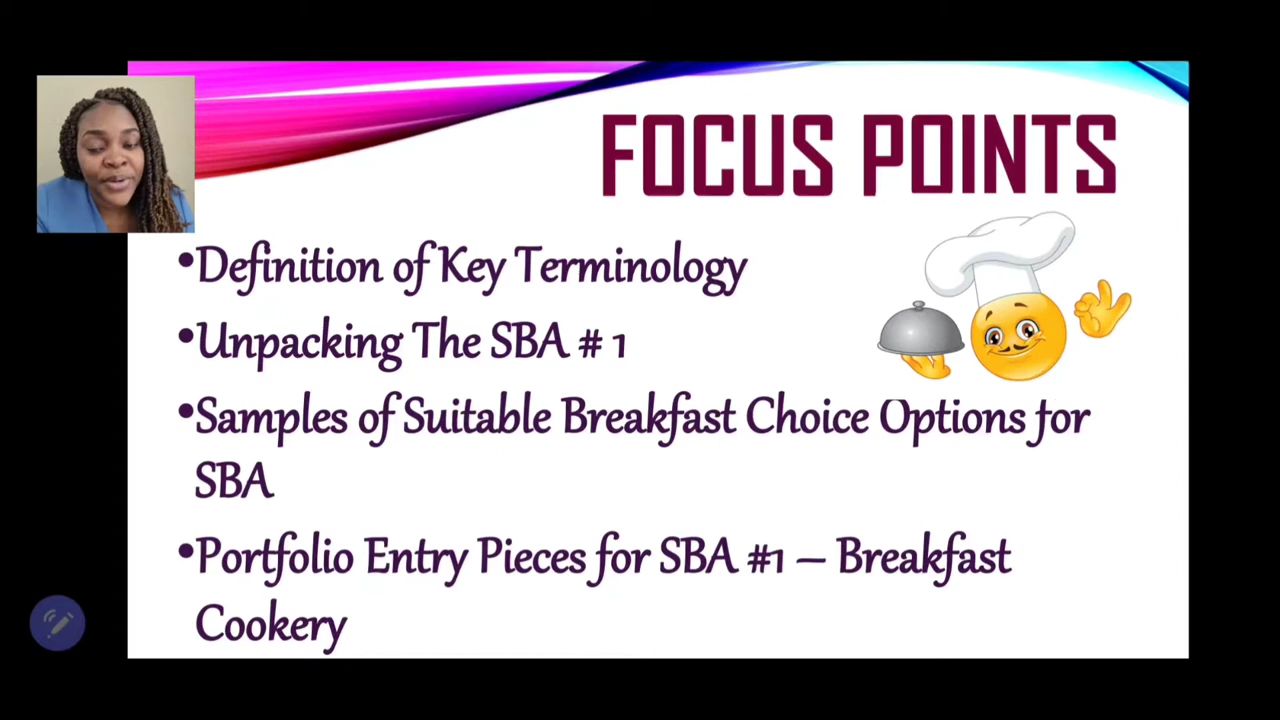 FOCUS POINTS
•Definition of Key Terminology
•Unpacking The SBA # 1
•Samples of Suitable Breakfast Choice Options for
SBA
•Portfolio Entry Pieces for SBA #1 – Breakfast
Cookery